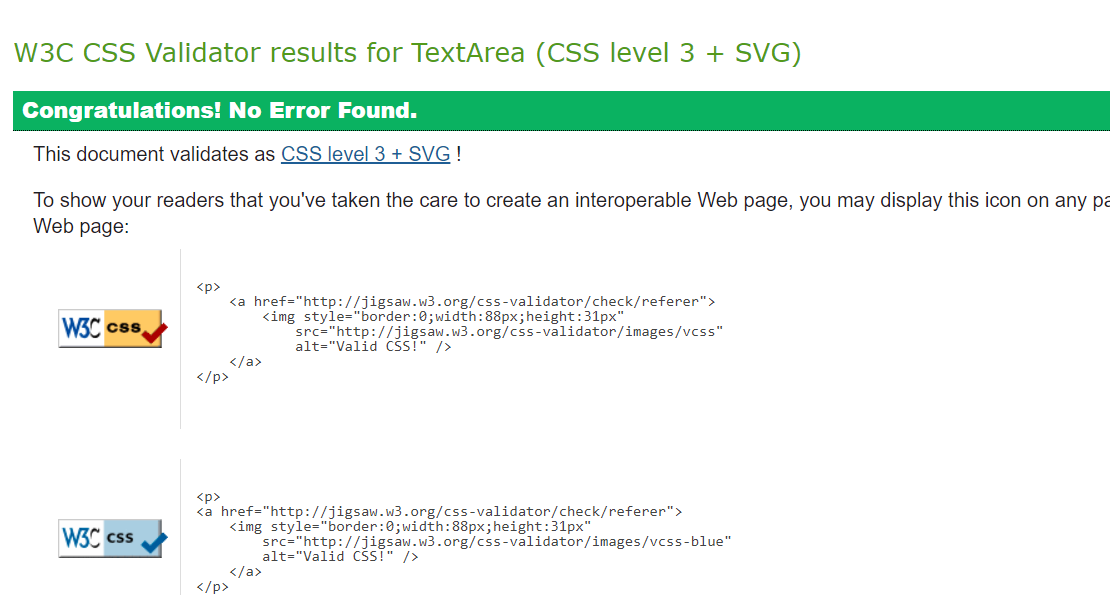 W3C CSS Validator results for TextArea (CSS level 3 + SVG)
Congratulations! No Error Found.
This document validates as CSS level 3 + SVG !
To show your readers that you've taken the care to create an interoperable Web page, you may display this icon on any
Web page:
W3C css
<p>
    <a href="http://jigsaw.w3.org/css-validator/check/referer">
        <img style="border:0;width:88px;height:31px"
            src="http://jigsaw.w3.org/css-validator/images/vcss"
            alt="Valid CSS!" />
    </a>
</p>
W3C css
<p>
<a href="http://jigsaw.w3.org/css-validator/check/referer">
    <img style="border:0;width:88px;height:31px"
        src="http://jigsaw.w3.org/css-validator/images/vcss-blue"
        alt="Valid CSS!" />
    </a>
</p>